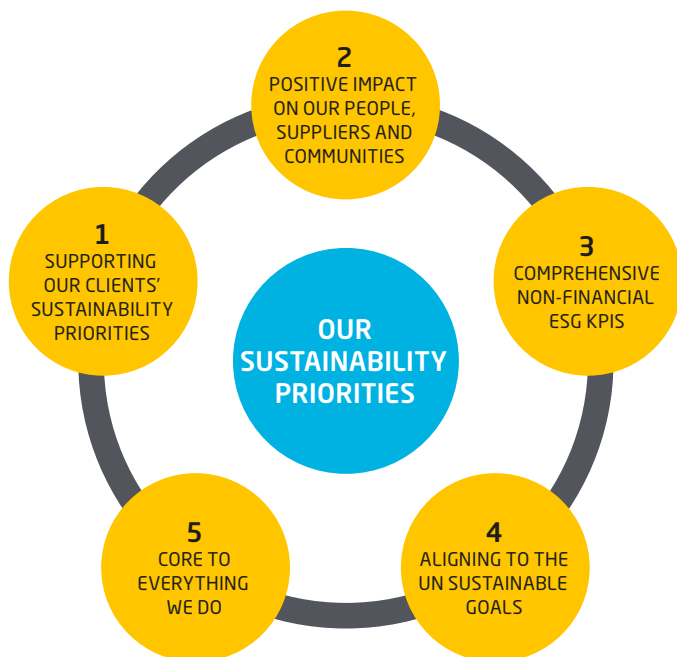 2
POSITIVE IMPACT
ON OUR PEOPLE,
SUPPLIERS AND
COMMUNITIES
1
SUPPORTING
OUR CLIENTS'
SUSTAINABILITY
PRIORITIES
3
COMPREHENSIVE
NON-FINANCIAL
ESG KPIS
OUR
SUSTAINABILITY
PRIORITIES
5
CORE TO
EVERYTHING
WE DO
4
ALIGNING TO THE
UN SUSTAINABLE
GOALS